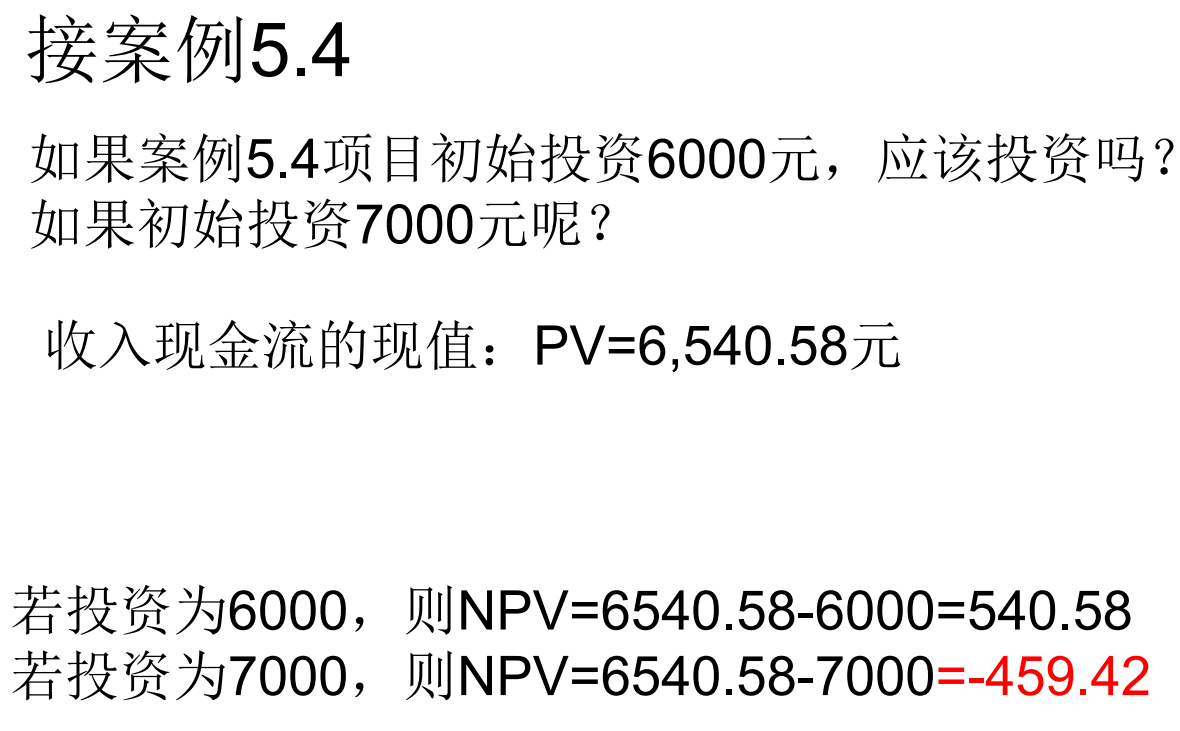 接案例5.4
如果案例5.4项目初始投资6000元，应该投资吗？
如果初始投资7000元呢？
收入现金流的现值：PV=6,540.58元
若投资为6000，则NPV=6540.58-6000=540.58
若投资为7000，则NPV=6540.58-7000=-459.42